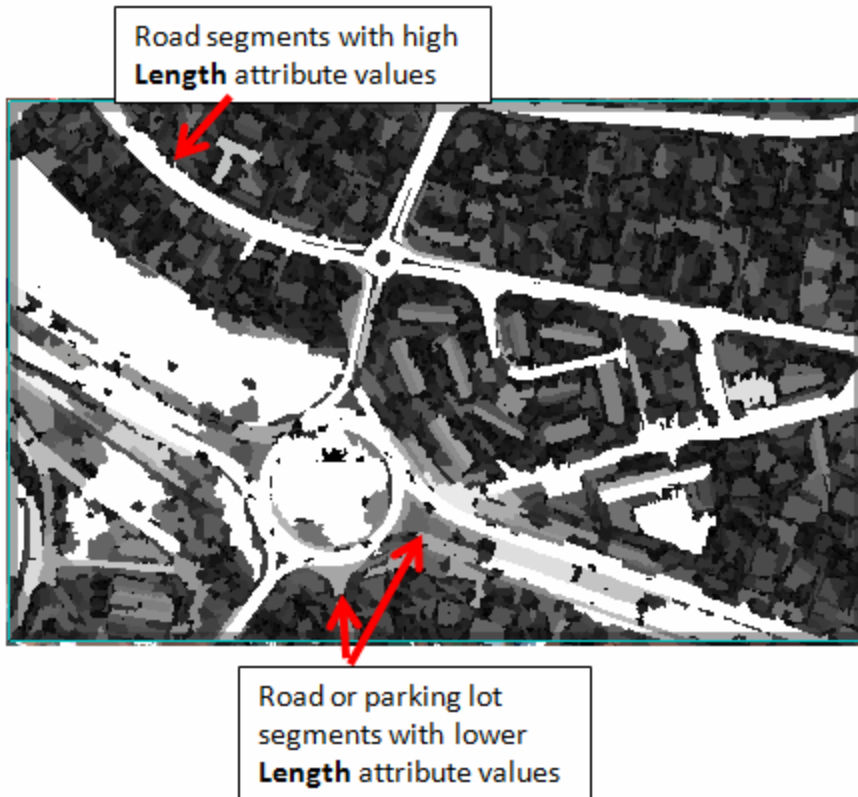 Road segments with high
Length attribute values
Road or parking lot
segments with lower
Length attribute values